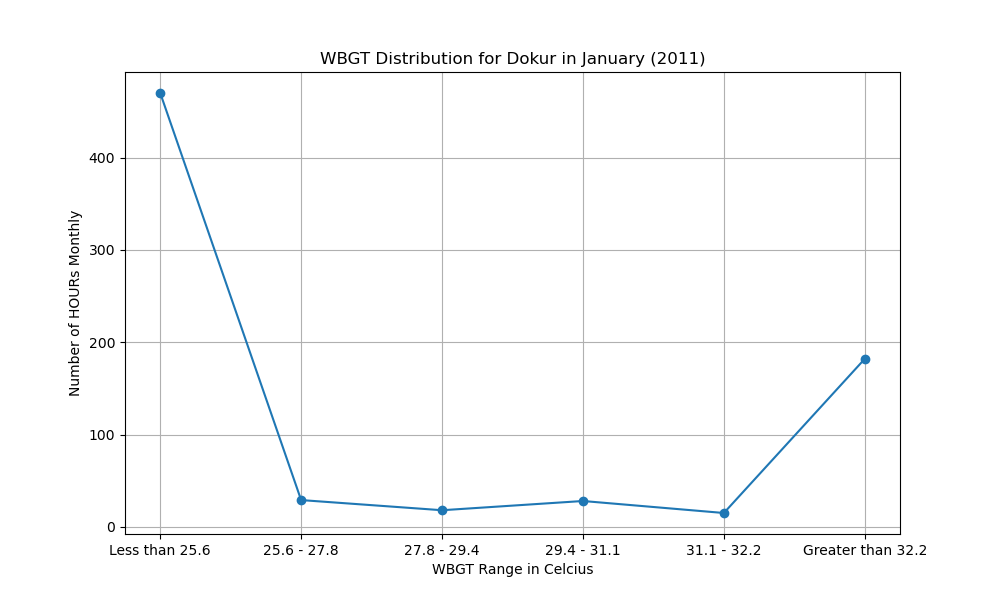 WBGT Distribution for Dokur in January (2011)
Number of HOURs Monthly
400
300
200
100
0
Less than 25.6
25.6 - 27.8
27.8 - 29.4
29.4 - 31.1
31.1 - 32.2
Greater than 32.2
WBGT Range in Celcius